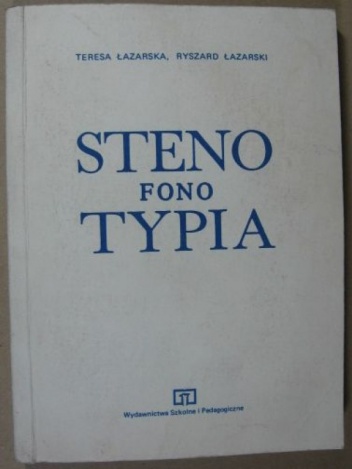 TERESA ŁAZARSKA, RYSZARD ŁAZARSKI
STENO
FONO
TYPIA
Wydawnictwa Szkolne i Pedagogiczne